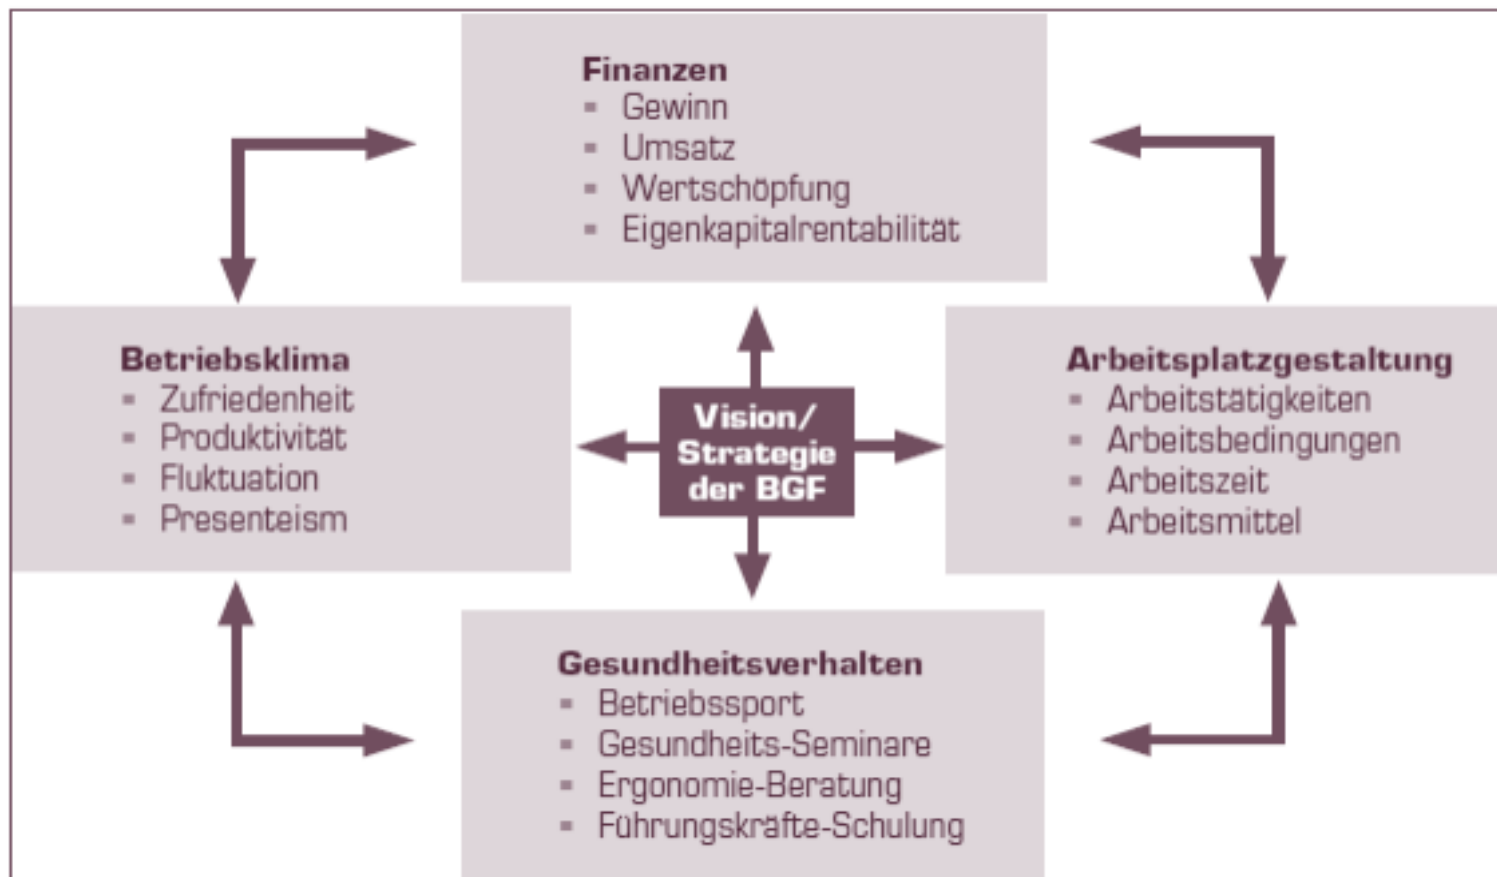 Finanzen
▪ Gewinn
▪ Umsatz
▪ Wertschöpfung
▪ Eigenkapitalrentabilität
Betriebsklima
▪ Zufriedenheit
▪ Produktivität
▪ Fluktuation
▪ Presenteism
Vision/
Strategie
der BGF
Arbeitsplatzgestaltung
▪ Arbeitstätigkeiten
▪ Arbeitsbedingungen
▪ Arbeitszeit
▪ Arbeitsmittel
Gesundheitsverhalten
▪ Betriebssport
▪ Gesundheits-Seminare
▪ Ergonomie-Beratung
▪ Führungskräfte-Schulung